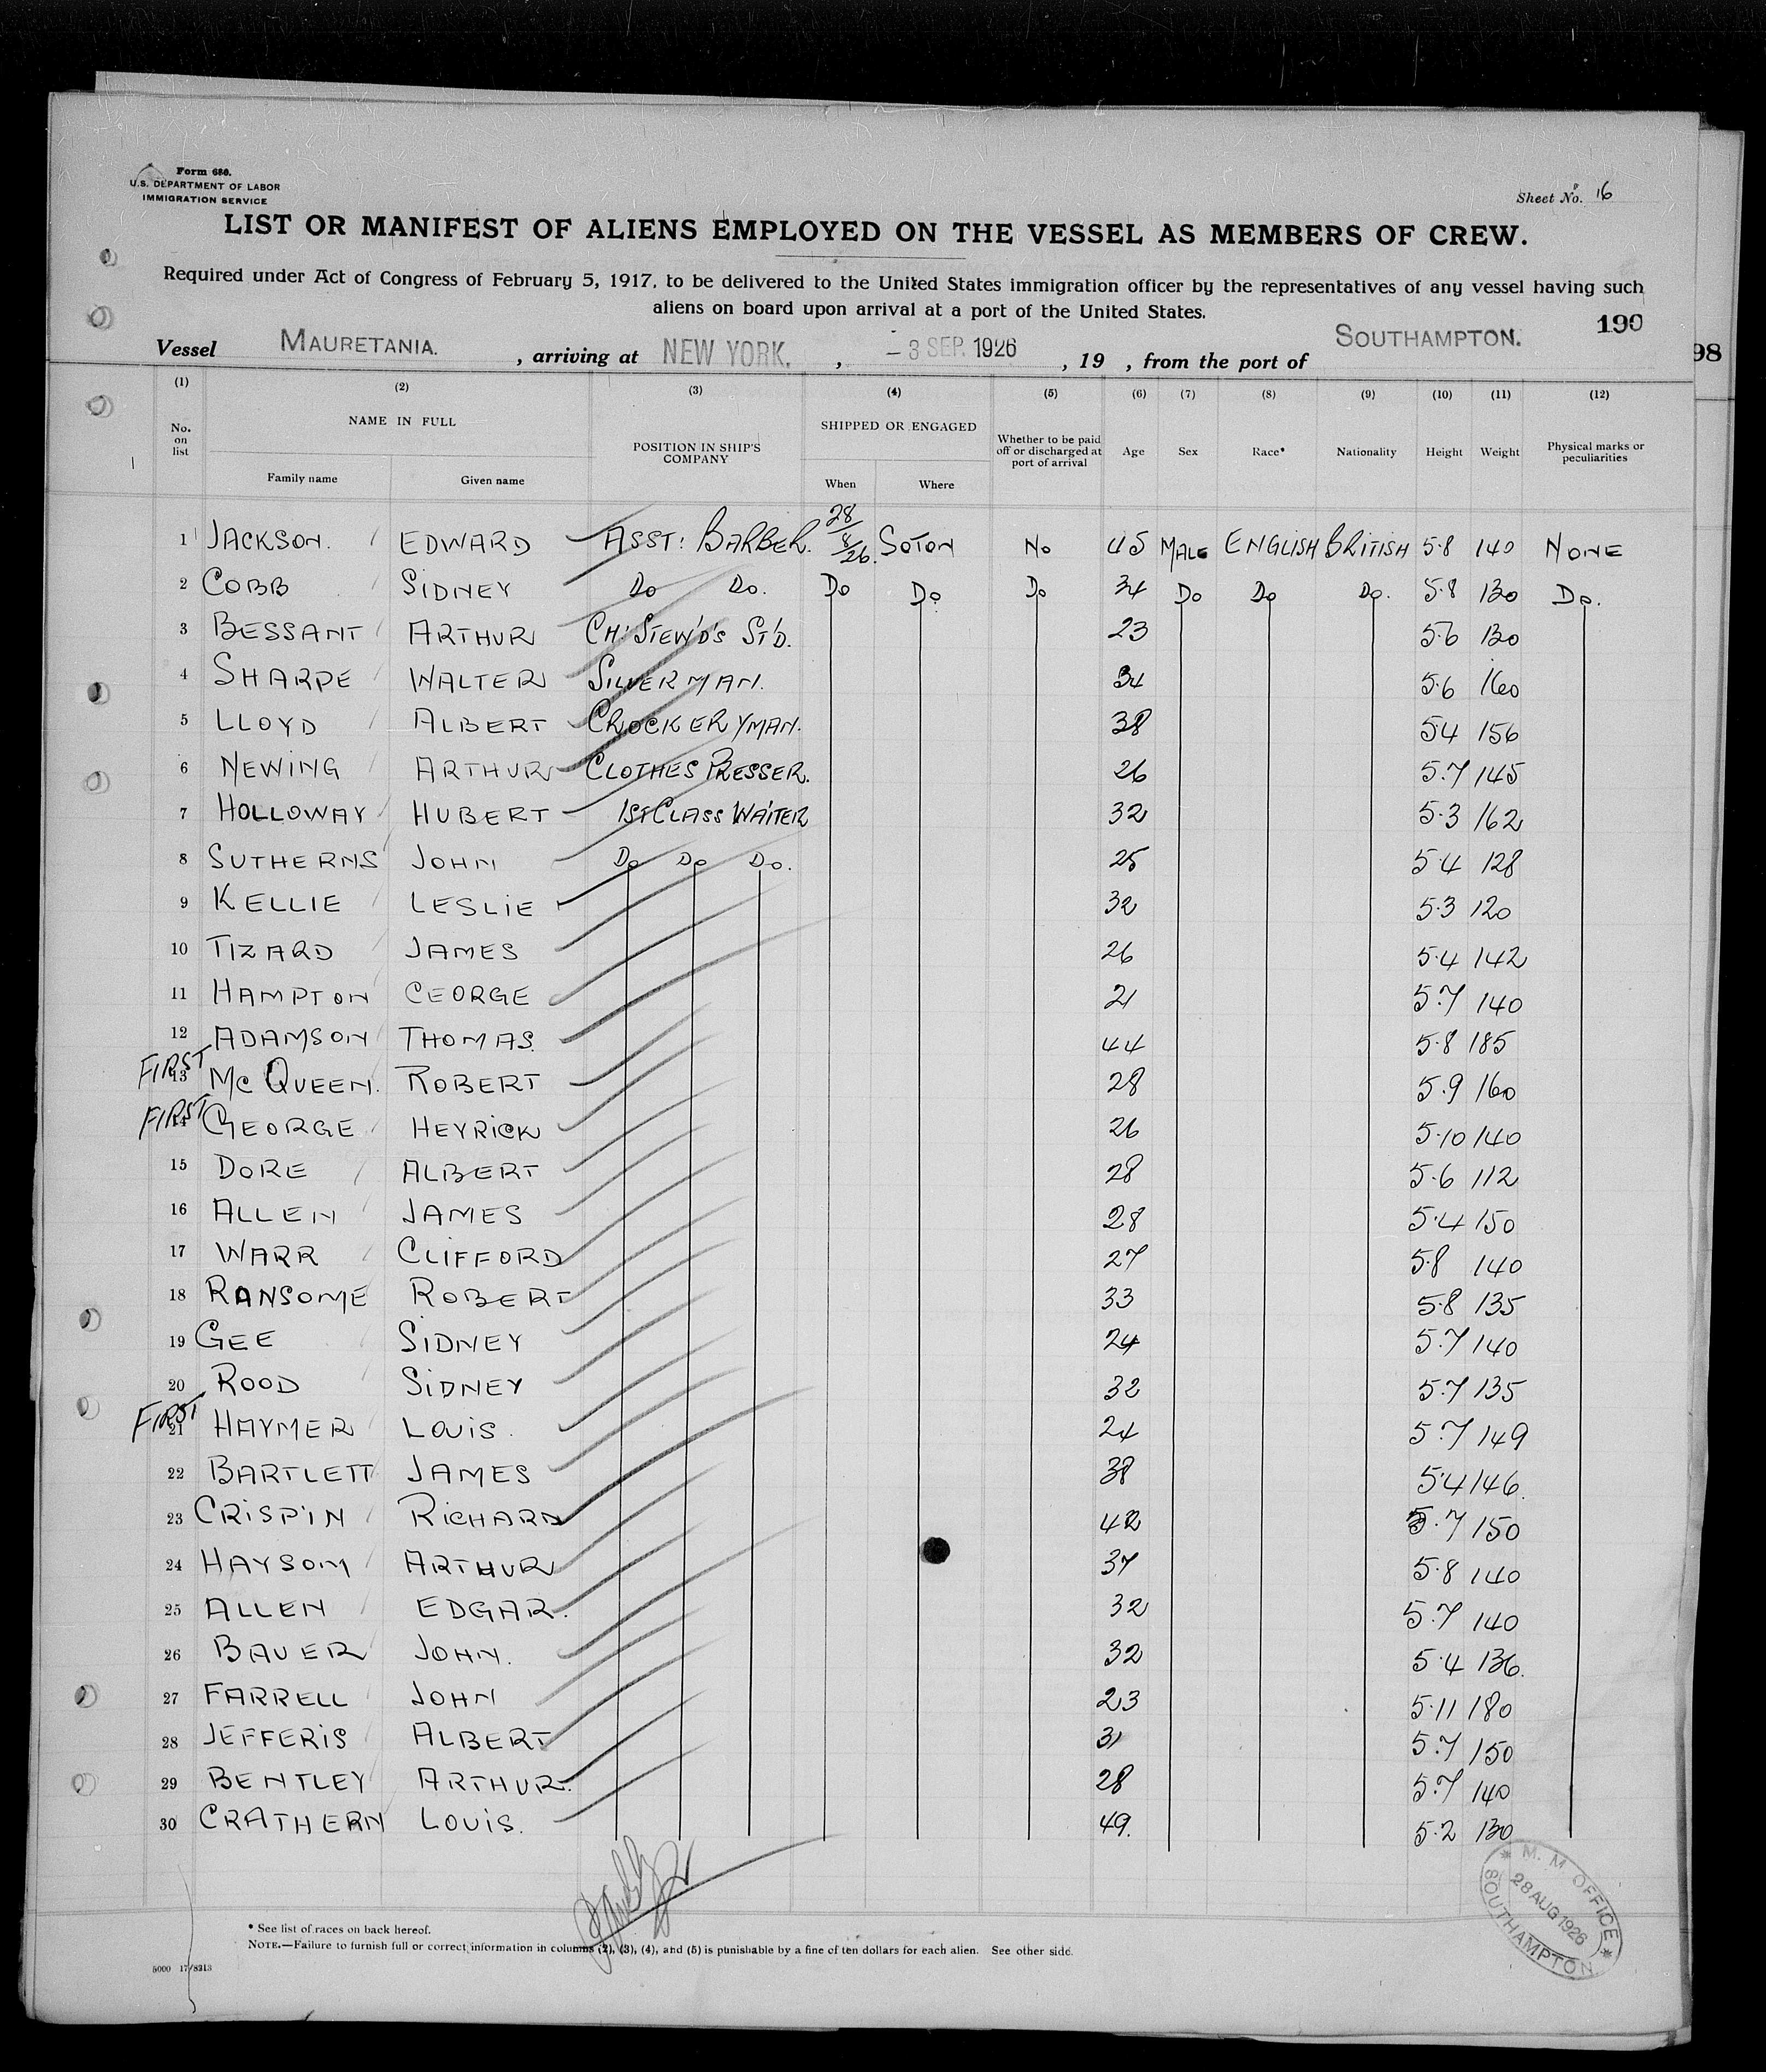 Form 680.
U.S. DEPARTMENT OF LABOR
IMMIGRATION SERVICE
Sheet No. 16
LIST OR MANIFEST OF ALIENS EMPLOYED ON THE VESSEL AS MEMBERS OF CREW.
Required under Act of Congress of February 5, 1917, to be delivered to the United States immigration officer by the representatives of any vessel having such
aliens on board upon arrival at a port of the United States.
190
98
Vessel MAURETANIA. , arriving at NEW YORK. , - 3 SEP. 1926 , 19 , from the port of SOUTHAMPTON.
(1) (2) (3) (4) (5) (6) (7) (8) (9) (10) (11) (12)
No. on list NAME IN FULL Family name Given name POSITION IN SHIP'S COMPANY SHIPPED OR ENGAGED When Where Whether to be paid off or discharged at port of arrival Age Sex Race* Nationality Height Weight Physical marks or peculiarities
1 JACKSON. EDWARD ASST: BARBER. 28/8/26. SOTON NO 45 MALE ENGLISH BRITISH 5.8 140 NONE
2 COBB SIDNEY DO DO. DO DO DO 34 DO DO DO. 5.8 130 DO.
3 BESSANT ARTHUR CH: STEW'D'S ST'D. 23 5.6 130
4 SHARPE WALTER SILVERMAN. 34 5.6 160
5 LLOYD ALBERT CROCKERYMAN. 38 5.4 156
6 NEWING ARTHUR CLOTHES PRESSER. 26 5.7 145
7 HOLLOWAY HUBERT 1ST CLASS WAITER 32 5.3 162
8 SUTHERNS JOHN DO DO DO. 25 5.4 128
9 KELLIE LESLIE 32 5.3 120
10 TIZARD JAMES 26 5.4 142
11 HAMPTON GEORGE 21 5.7 140
12 ADAMSON THOMAS. 44 5.8 185
FIRST 13 MC QUEEN. ROBERT 28 5.9 160
FIRST 14 GEORGE HEYRICK 26 5.10 140
15 DORE ALBERT 28 5.6 112
16 ALLEN JAMES 28 5.4 150
17 WARR CLIFFORD 27 5.8 140
18 RANSOME ROBERT 33 5.8 135
19 GEE SIDNEY 24 5.7 140
20 ROOD SIDNEY 32 5.7 135
FIRST 21 HAYMER LOUIS. 24 5.7 149
22 BARTLETT JAMES 38 5.4 146.
23 CRISPIN RICHARD 42 5.7 150
24 HAYSOM ARTHUR 37 5.8 140
25 ALLEN EDGAR. 32 5.7 140
26 BAUER JOHN. 32 5.4 136.
27 FARRELL JOHN 23 5.11 180
28 JEFFERIS ALBERT 31 5.7 150
29 BENTLEY ARTHUR. 28 5.7 140
30 CRATHERN LOUIS. 49. 5.2 130
M. M OFFICE
28 AUG 1926
SOUTHAMPTON
* See list of races on back hereof.
NOTE.—Failure to furnish full or correct information in columns (2), (3), (4), and (5) is punishable by a fine of ten dollars for each alien. See other side.
5000 17/8213